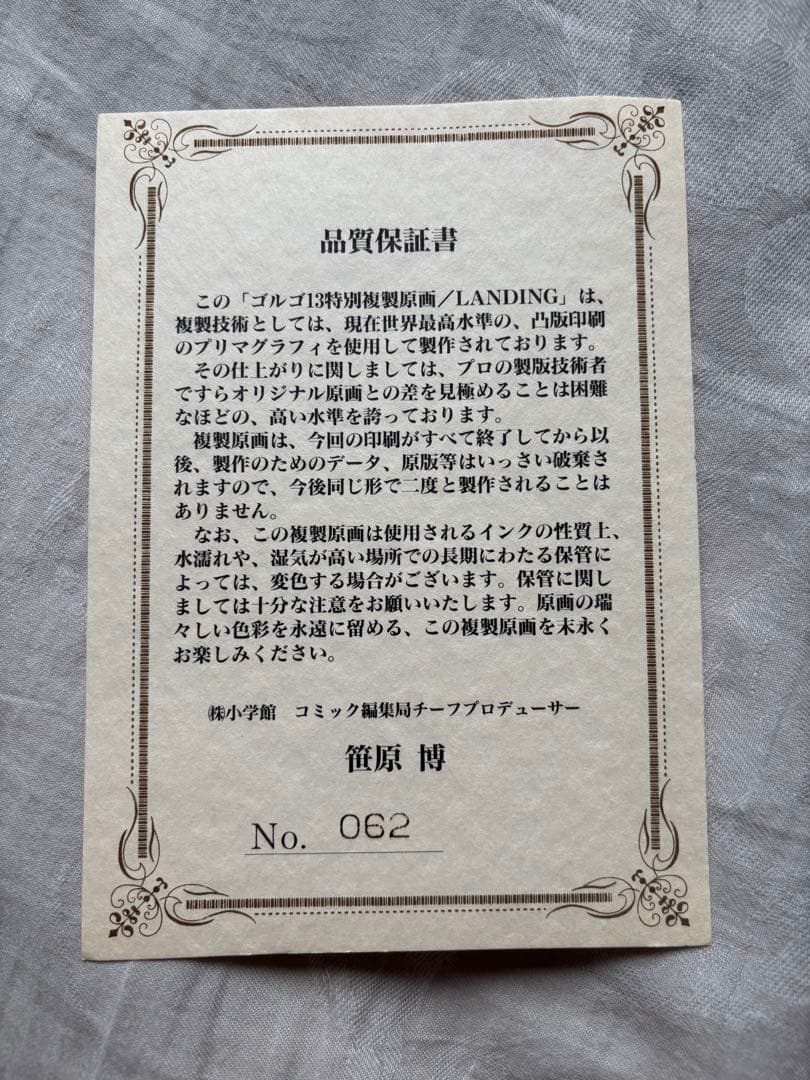 品質保証書
この「ゴルゴ13特別複製原画／LANDING」は、
複製技術としては、現在世界最高水準の、凸版印刷
のプリマグラフィを使用して製作されております。
その仕上がりに関しましては、プロの製版技術者
ですらオリジナル原画との差を見極めることは困難
なほどの、高い水準を誇っております。
複製原画は、今回の印刷がすべて終了してから以
後、製作のためのデータ、原版等はいっさい破棄さ
れますので、今後同じ形で二度と製作されることは
ありません。
なお、この複製原画は使用されるインクの性質上、
水濡れや、湿気が高い場所での長期にわたる保管に
よっては、変色する場合がございます。保管に関し
ましては十分な注意をお願いいたします。原画の瑞
々しい色彩を永遠に留める、この複製原画を末永く
お楽しみください。
㈱小学館　コミック編集局チーフプロデューサー
笹原 博
No. 062